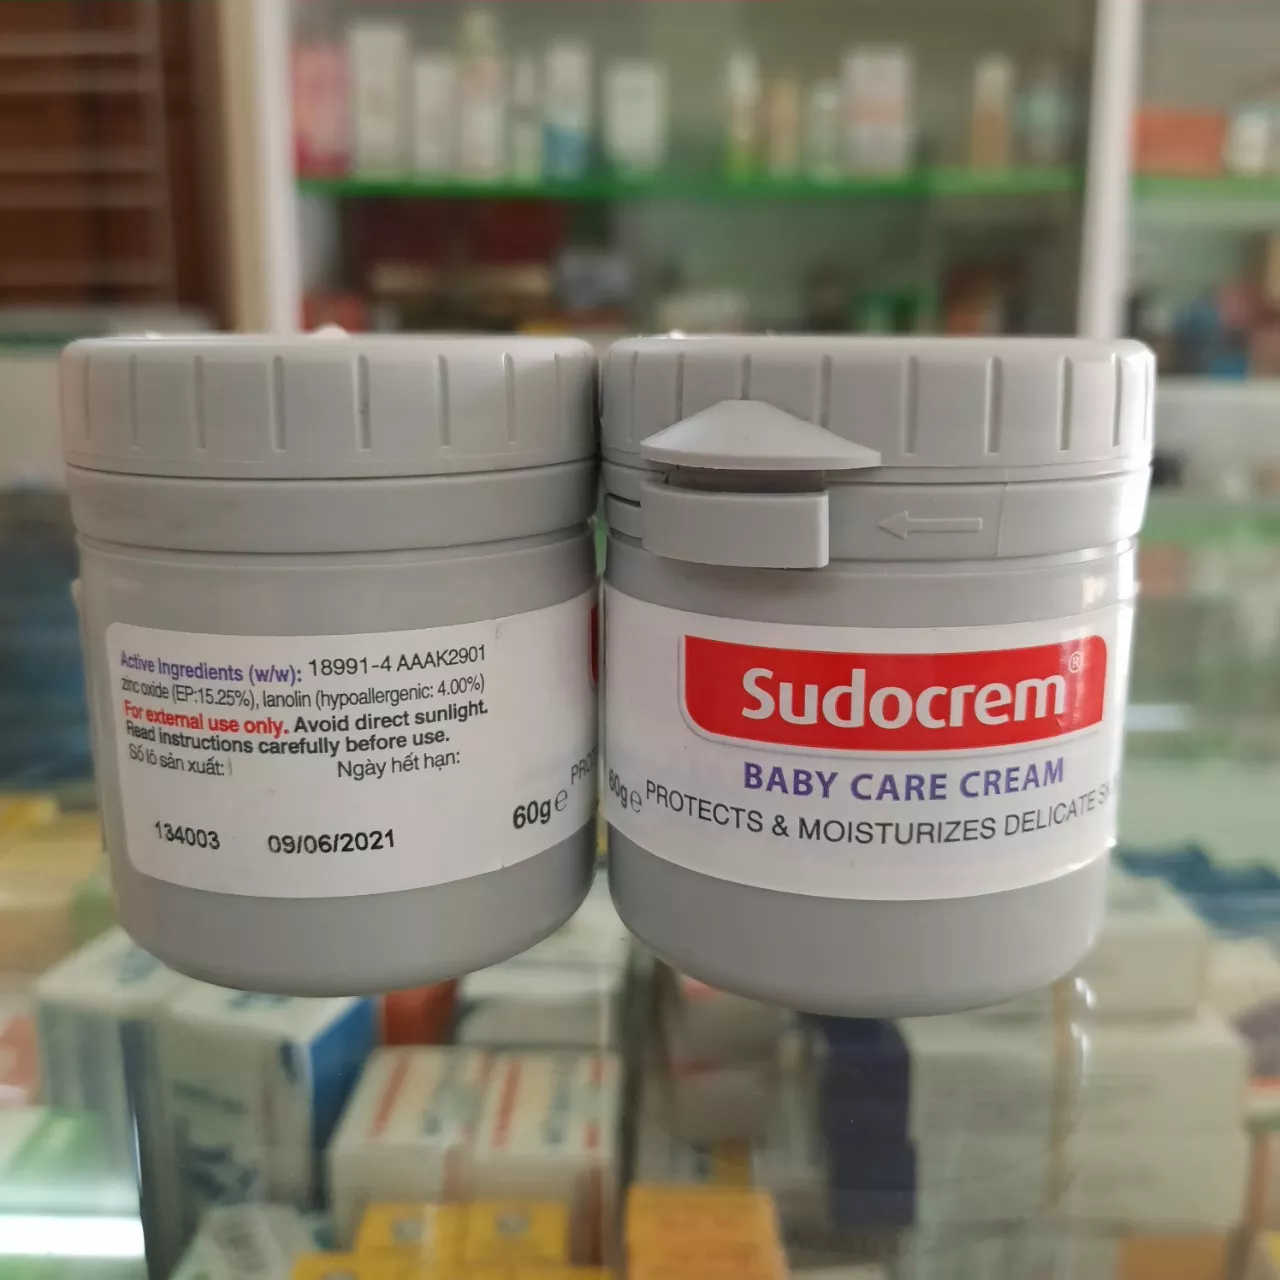 Active Ingredients (w/w): 18991-4 AAAK2901
zinc oxide (EP:15.25%), lanolin (hypoallergenic: 4.00%)
For external use only. Avoid direct sunlight.
Read instructions carefully before use.
Số lô sản xuất: Ngày hết hạn:
134003 09/06/2021
60g e
Sudocrem®
BABY CARE CREAM
60g e PROTECTS & MOISTURIZES DELICATE